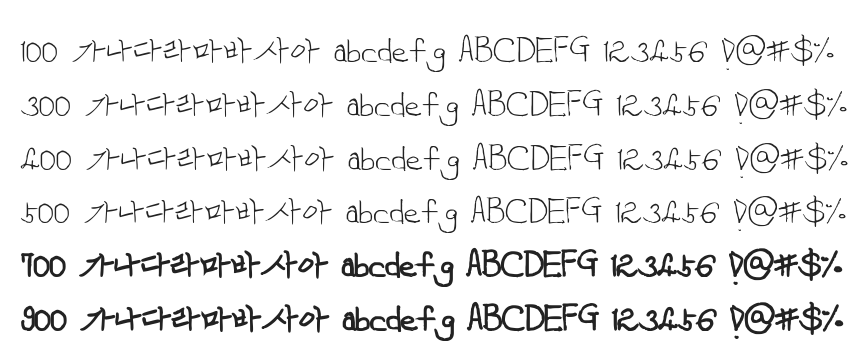 100 가나다라마바사아 abcdefg ABCDEFG 123456 !@#$%
300 가나다라마바사아 abcdefg ABCDEFG 123456 !@#$%
400 가나다라마바사아 abcdefg ABCDEFG 123456 !@#$%
500 가나다라마바사아 abcdefg ABCDEFG 123456 !@#$%
700 가나다라마바사아 abcdefg ABCDEFG 123456 !@#$%
900 가나다라마바사아 abcdefg ABCDEFG 123456 !@#$%